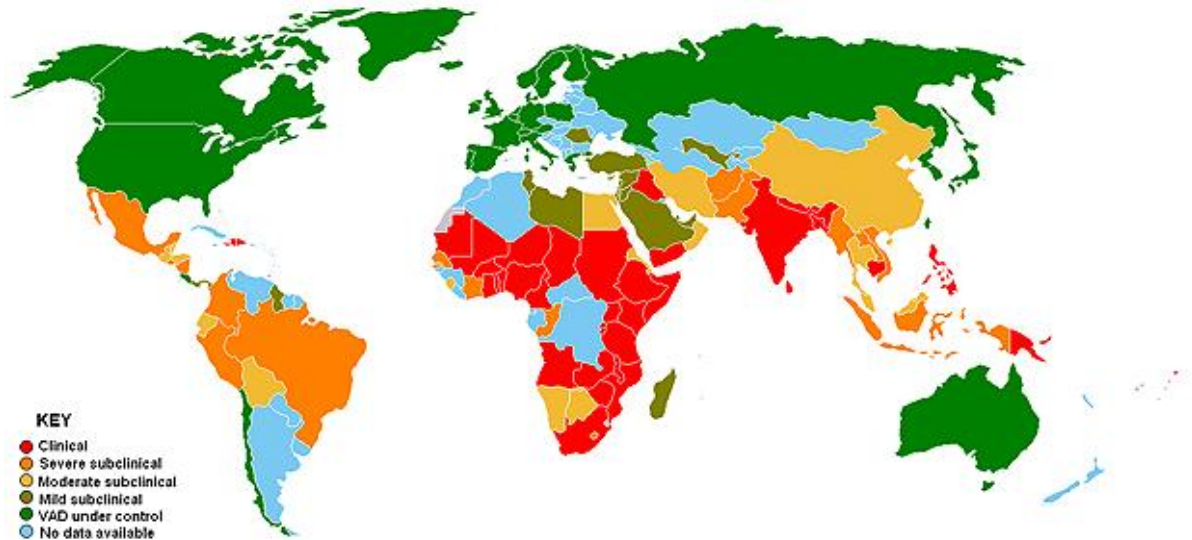 KEY
Clinical
Severe subclinical
Moderate subclinical
Mild subclinical
VAD under control
No data available